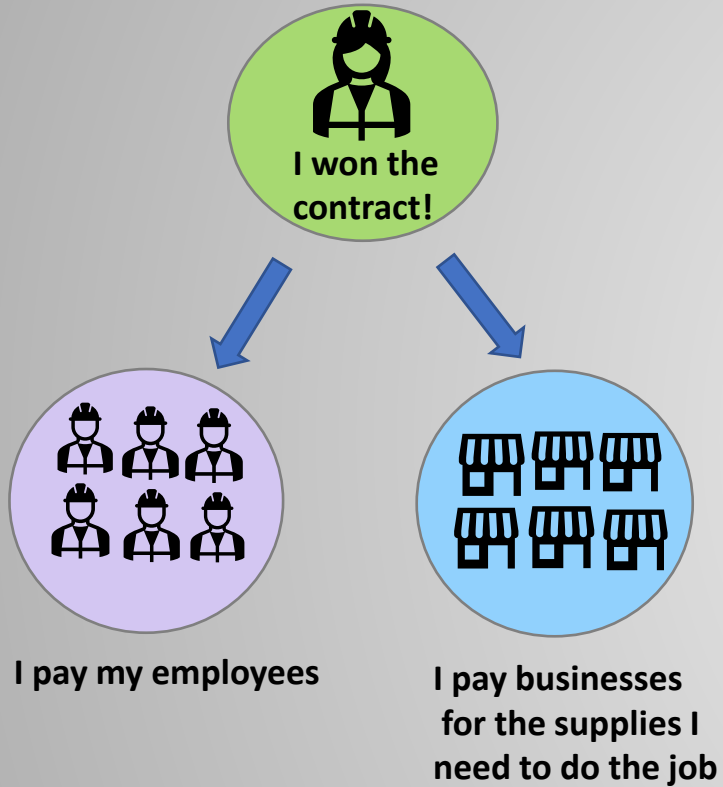 I won the
contract!
I pay my employees
I pay businesses
for the supplies I
need to do the job